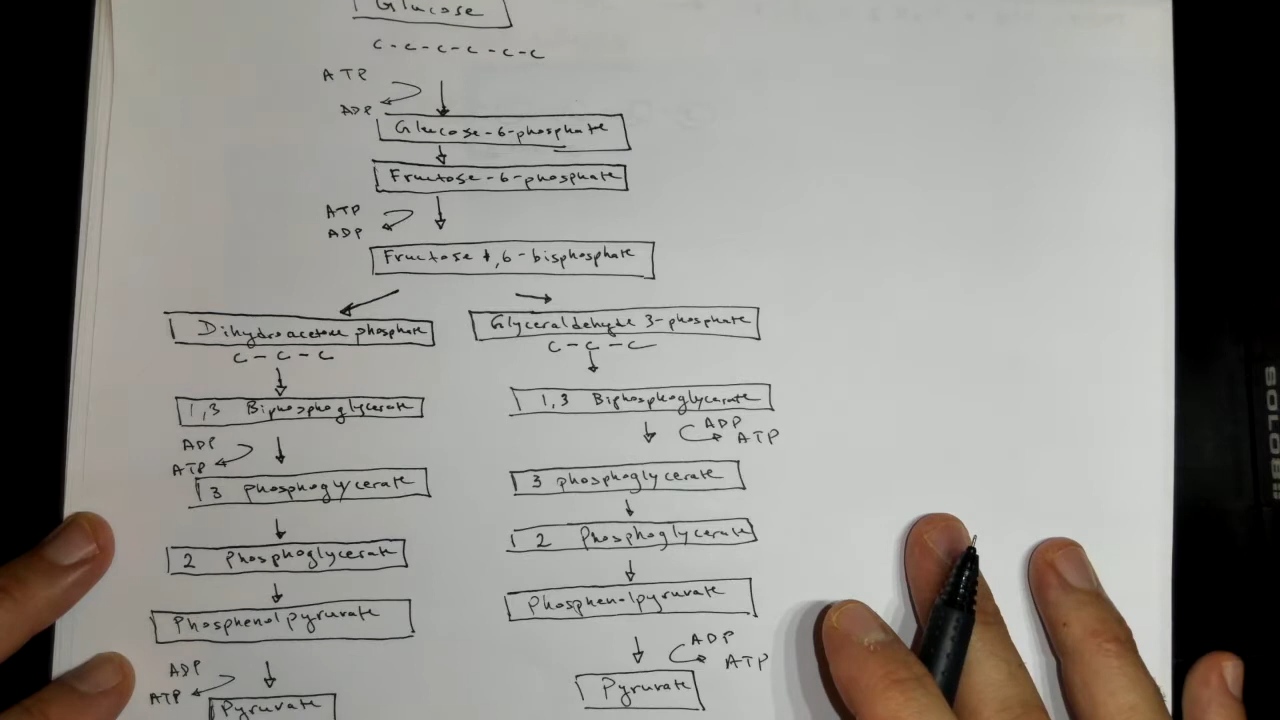 Glucose
C-C-C-C-C-C
ATP
ADP
Glucose-6-phosphate
Fructose-6-phosphate
ATP
ADP
Fructose 1,6-bisphosphate
Dihydroacetone phosphate
C-C-C
1,3 Biphosphoglycerate
ADP
ATP
3 phosphoglycerate
2 Phosphoglycerate
Phosphenolpyruvate
ADP
ATP
Pyruvate
Glyceraldehyde 3-phosphate
C-C-C
1,3 Biphosphoglycerate
ADP
ATP
3 phosphoglycerate
2 Phosphoglycerate
Phosphenolpyruvate
ADP
ATP
Pyruvate